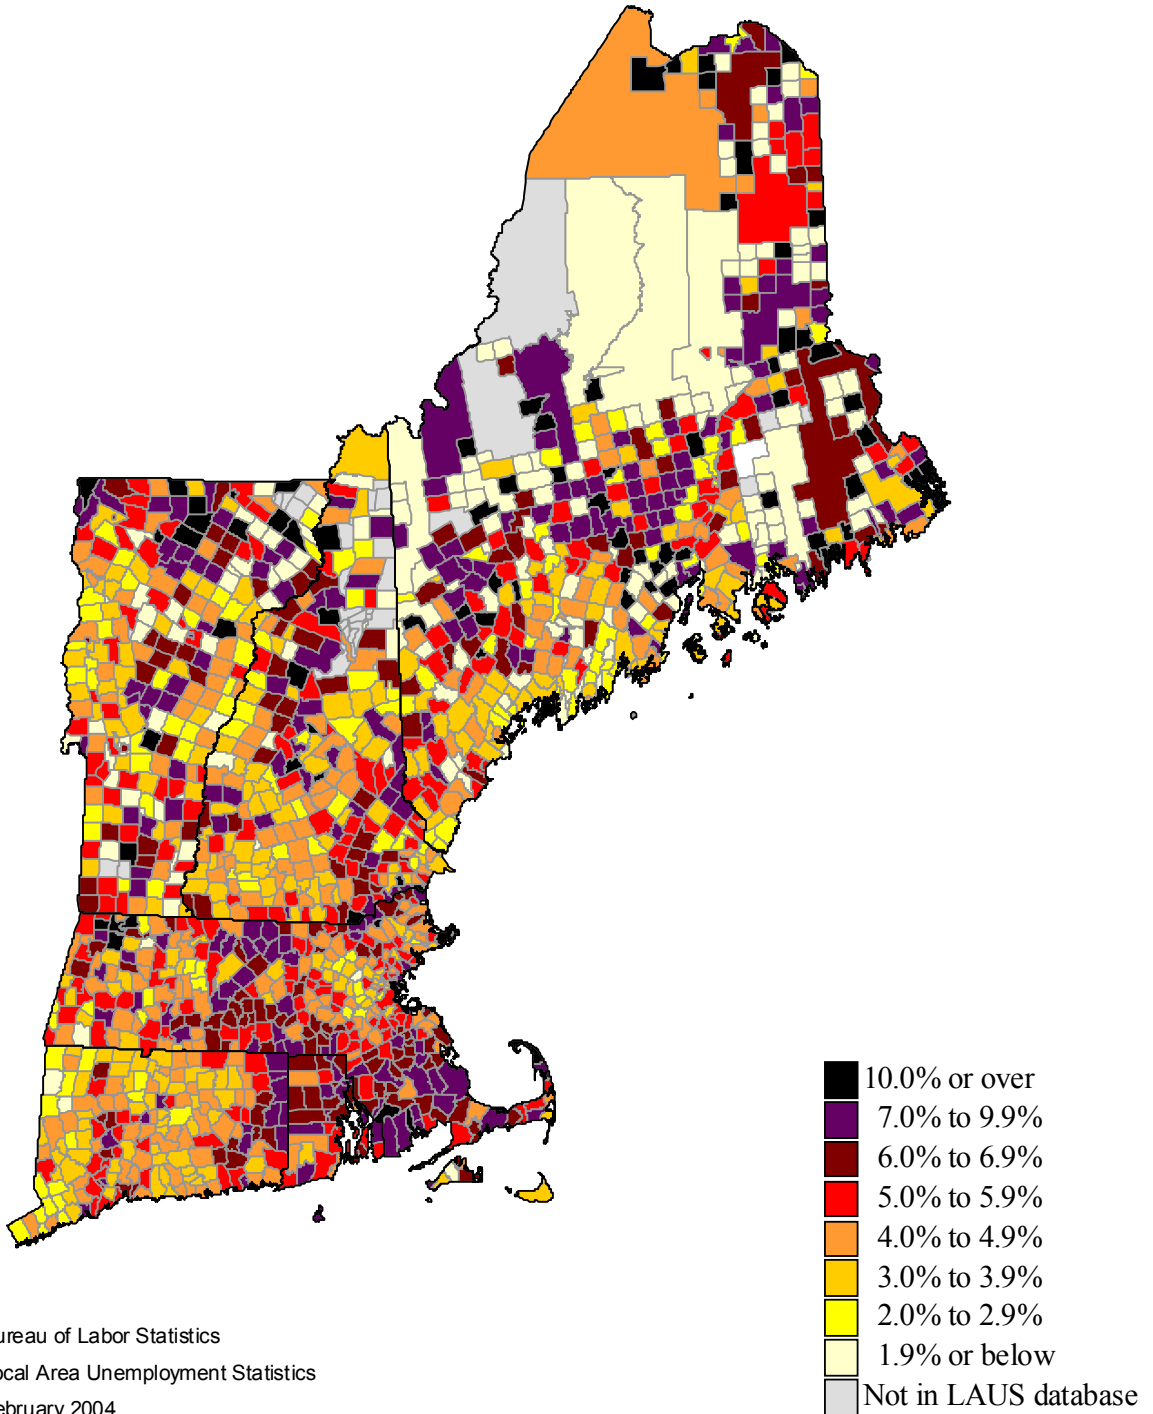 10.0% or over
7.0% to 9.9%
6.0% to 6.9%
5.0% to 5.9%
4.0% to 4.9%
3.0% to 3.9%
2.0% to 2.9%
1.9% or below
Not in LAUS database
ureau of Labor Statistics
ocal Area Unemployment Statistics
ebruary 2004